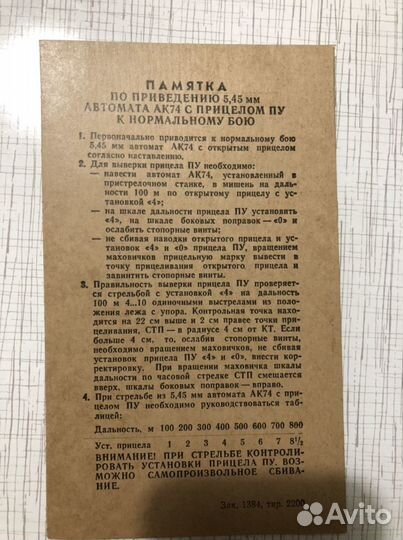 ПАМЯТКА
ПО ПРИВЕДЕНИЮ 5,45 мм
АВТОМАТА АК74 С ПРИЦЕЛОМ ПУ
К НОРМАЛЬНОМУ БОЮ
1. Первоначально приводится к нормальному бою
5,45 мм автомат АК74 с открытым прицелом
согласно наставлению.
2. Для выверки прицела ПУ необходимо:
— навести автомат АК74, установленный в
пристрелочном станке, в мишень на даль-
ности 100 м по открытому прицелу с ус-
тановкой «4»;
— на шкале дальности прицела ПУ установить
«4», на шкале боковых поправок — «0» и
ослабить стопорные винты;
— не сбивая наводки открытого прицела и ус-
тановок «4» и «0» прицела ПУ, вращением
маховичков прицельную марку вывести в
точку прицеливания открытого прицела и
завинтить стопорные винты.
3. Правильность выверки прицела ПУ проверяет-
ся стрельбой с установкой «4» на дальность
100 м 4...10 одиночными выстрелами из поло-
жения лежа с упора. Контрольная точка нахо-
дится на 22 см выше и 2 см правее точки при-
целивания, СТП — в радиусе 4 см от КТ. Если
больше 4 см, то, ослабив стопорные винты,
необходимо вращением маховичков, не сбивая
установок прицела ПУ «4» и «0», внести кор-
ректировку. При вращении маховичка шкалы
дальности по часовой стрелке СТП смещается
вверх, шкалы боковых поправок — вправо.
4. При стрельбе из 5,45 мм автомата АК74 с при-
целом ПУ необходимо руководствоваться таб-
лицей:
Дальность, м 100 200 300 400 500 600 700 800
Уст. прицела 1 2 3 4 5 6 7 8½
ВНИМАНИЕ! ПРИ СТРЕЛЬБЕ КОНТРОЛИ-
РОВАТЬ УСТАНОВКИ ПРИЦЕЛА ПУ. ВОЗ-
МОЖНО САМОПРОИЗВОЛЬНОЕ СБИВА-
НИЕ.
Зак. 1384, тир. 2200
Avito